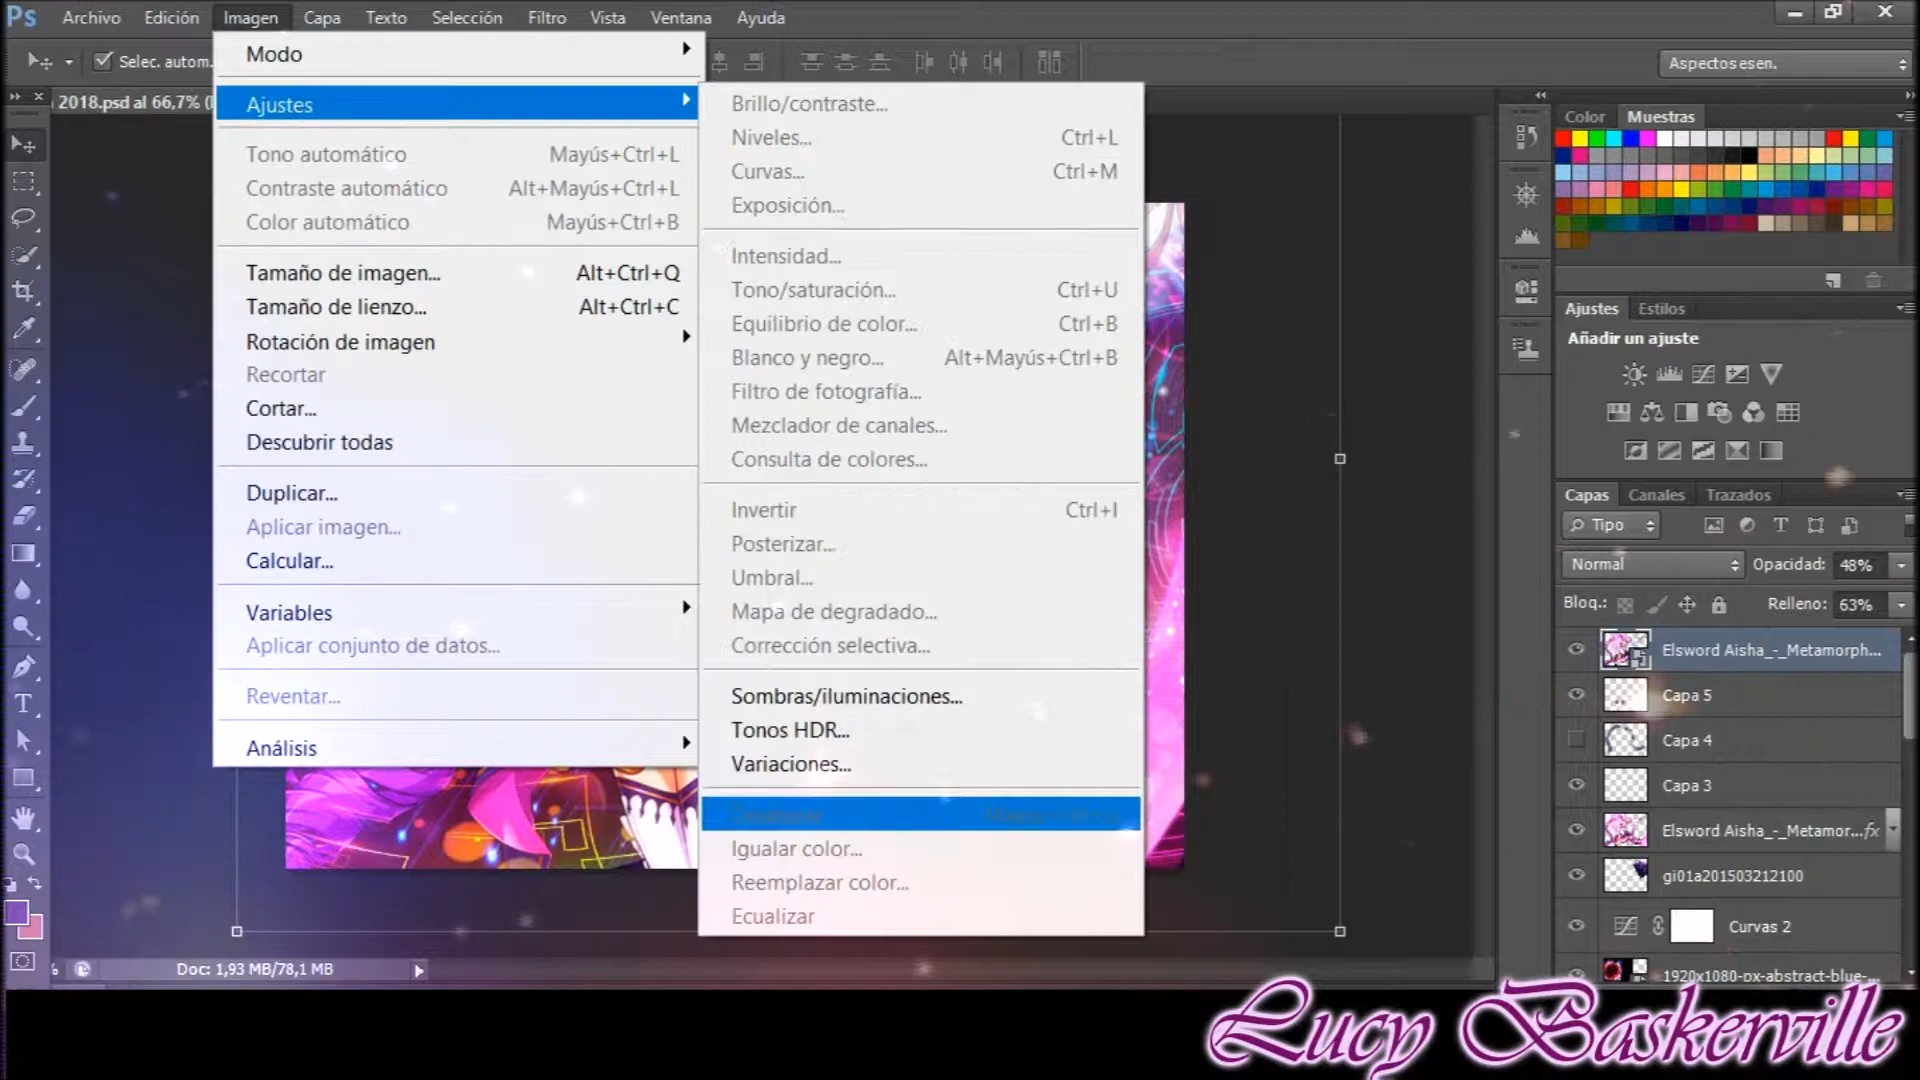 Ps Archivo Edición Imagen Capa Texto Selección Filtro Vista Ventana Ayuda
Selec. autom.
Aspectos esen.
2018.psd al 66,7%
Modo
Ajustes
Tono automático Mayús+Ctrl+L
Contraste automático Alt+Mayús+Ctrl+L
Color automático Mayús+Ctrl+B
Tamaño de imagen... Alt+Ctrl+Q
Tamaño de lienzo... Alt+Ctrl+C
Rotación de imagen
Recortar
Cortar...
Descubrir todas
Duplicar...
Aplicar imagen...
Calcular...
Variables
Aplicar conjunto de datos...
Reventar...
Análisis
Brillo/contraste...
Niveles... Ctrl+L
Curvas... Ctrl+M
Exposición...
Intensidad...
Tono/saturación... Ctrl+U
Equilibrio de color... Ctrl+B
Blanco y negro... Alt+Mayús+Ctrl+B
Filtro de fotografía...
Mezclador de canales...
Consulta de colores...
Invertir Ctrl+I
Posterizar...
Umbral...
Mapa de degradado...
Corrección selectiva...
Sombras/iluminaciones...
Tonos HDR...
Variaciones...
Igualar color...
Reemplazar color...
Ecualizar
Color Muestras
Ajustes Estilos
Añadir un ajuste
Capas Canales Trazados
Tipo
Normal Opacidad: 48%
Bloq.: Relleno: 63%
Elsword Aisha_-_Metamorph...
Capa 5
Capa 4
Capa 3
Elsword Aisha_-_Metamor... fx
gi01a201503212100
Curvas 2
1920x1080-px-abstract-blue-...
Doc: 1,93 MB/78,1 MB
Lucy Baskerville